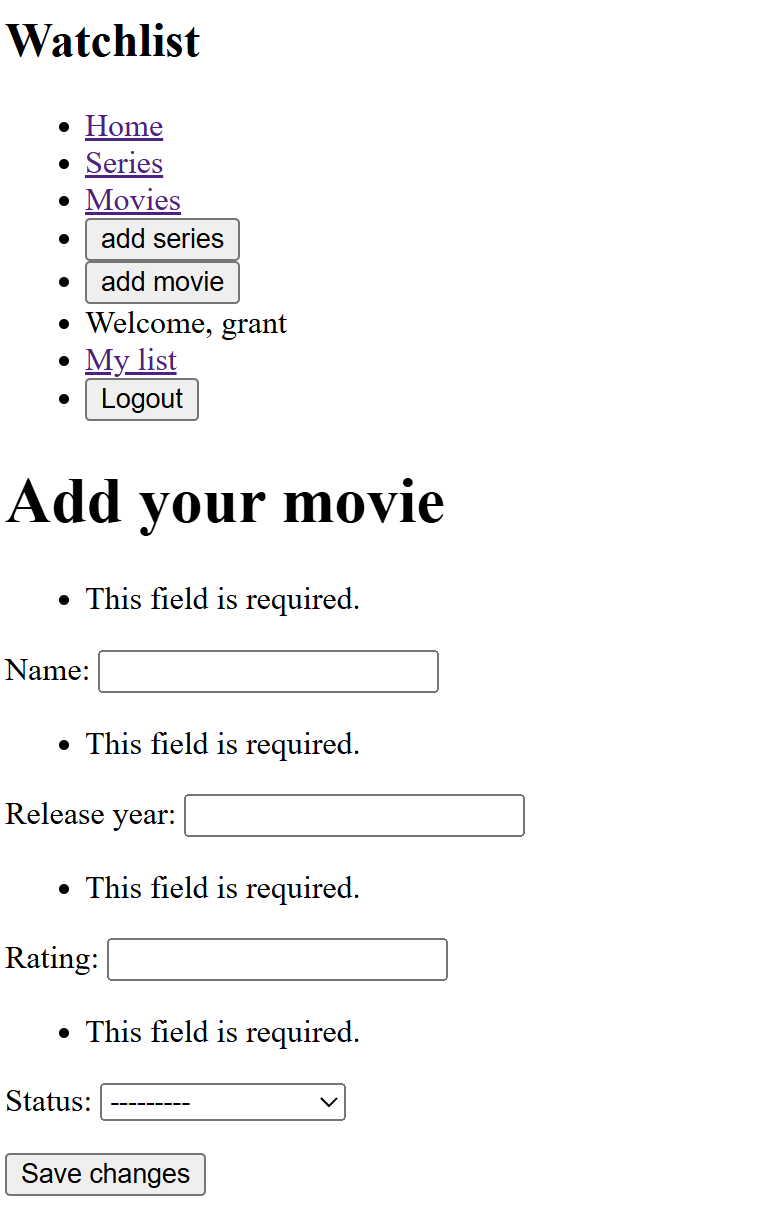 Watchlist
Home
Series
Movies
add series
add movie
Welcome, grant
My list
Logout
Add your movie
This field is required.
Name:
This field is required.
Release year:
This field is required.
Rating:
This field is required.
Status: ---------
Save changes